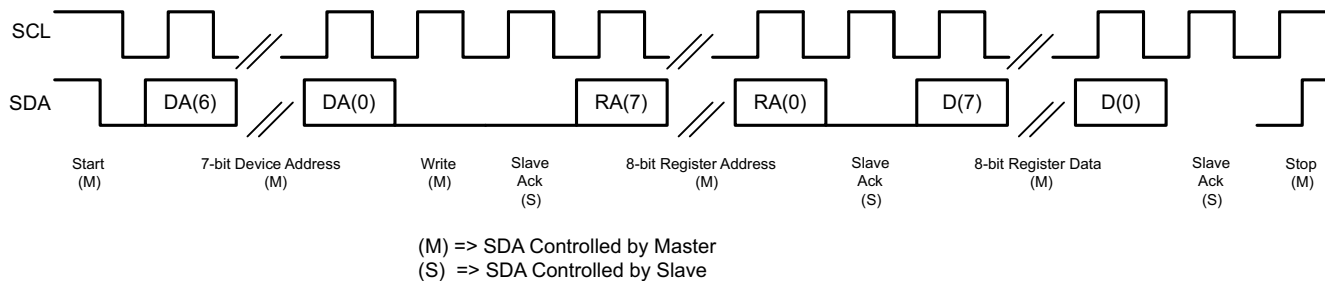 SCL
SDA
DA(6)
DA(0)
RA(7)
RA(0)
D(7)
D(0)
Start
(M)
7-bit Device Address
(M)
Write
(M)
Slave
Ack
(S)
8-bit Register Address
(M)
Slave
Ack
(S)
8-bit Register Data
(M)
Slave
Ack
(S)
Stop
(M)
(M) => SDA Controlled by Master
(S) => SDA Controlled by Slave